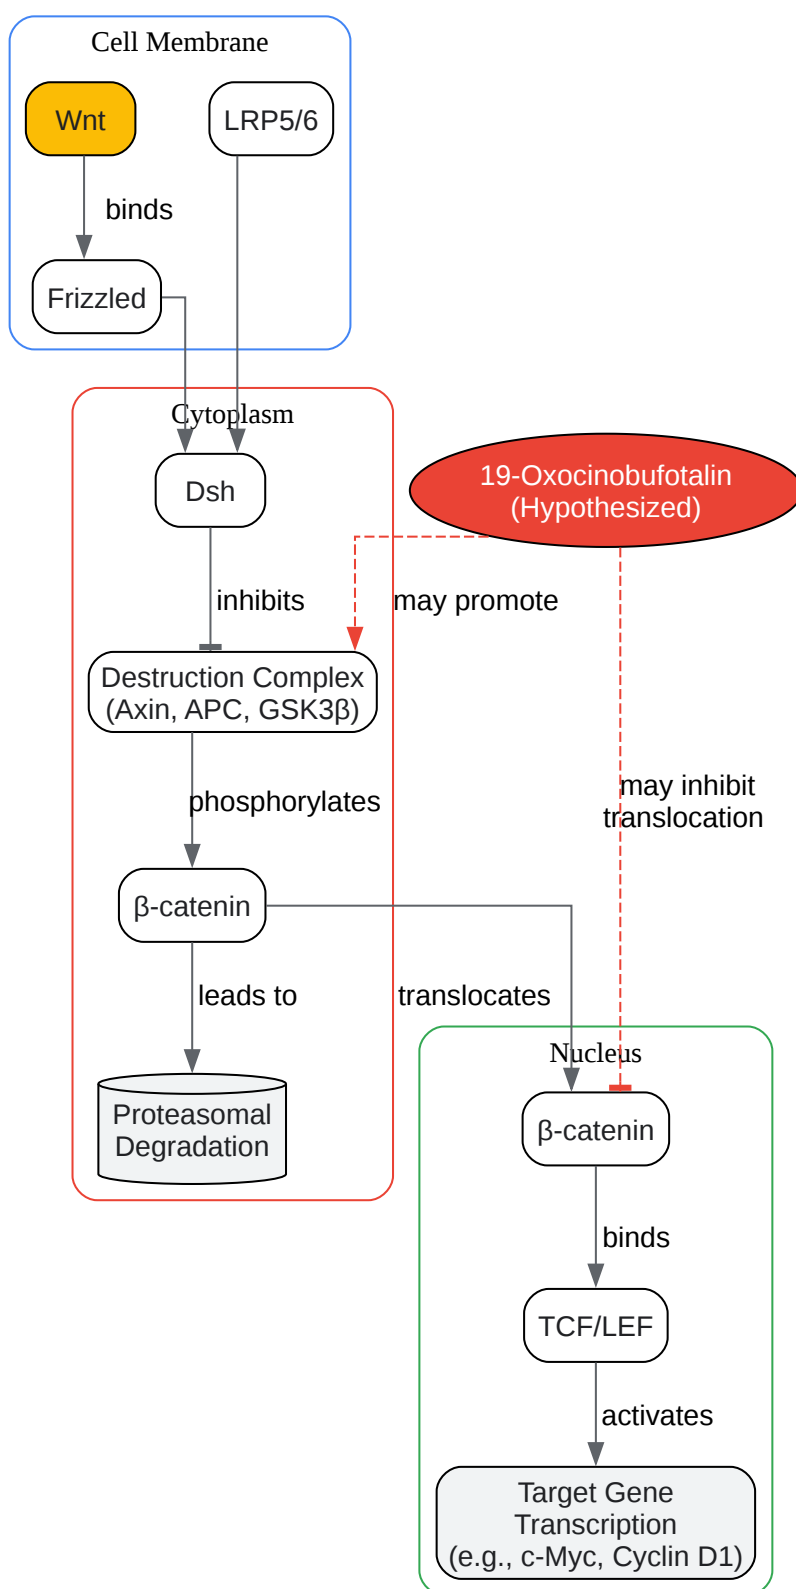 Cell Membrane
Wnt
LRP5/6
binds
Frizzled
Cytoplasm
Dsh
19-Oxocinobufotalin
(Hypothesized)
inhibits
may promote
Destruction Complex
(Axin, APC, GSK3β)
may inhibit
translocation
phosphorylates
β-catenin
leads to
translocates
Nucleus
Proteasomal
Degradation
β-catenin
binds
TCF/LEF
activates
Target Gene
Transcription
(e.g., c-Myc, Cyclin D1)